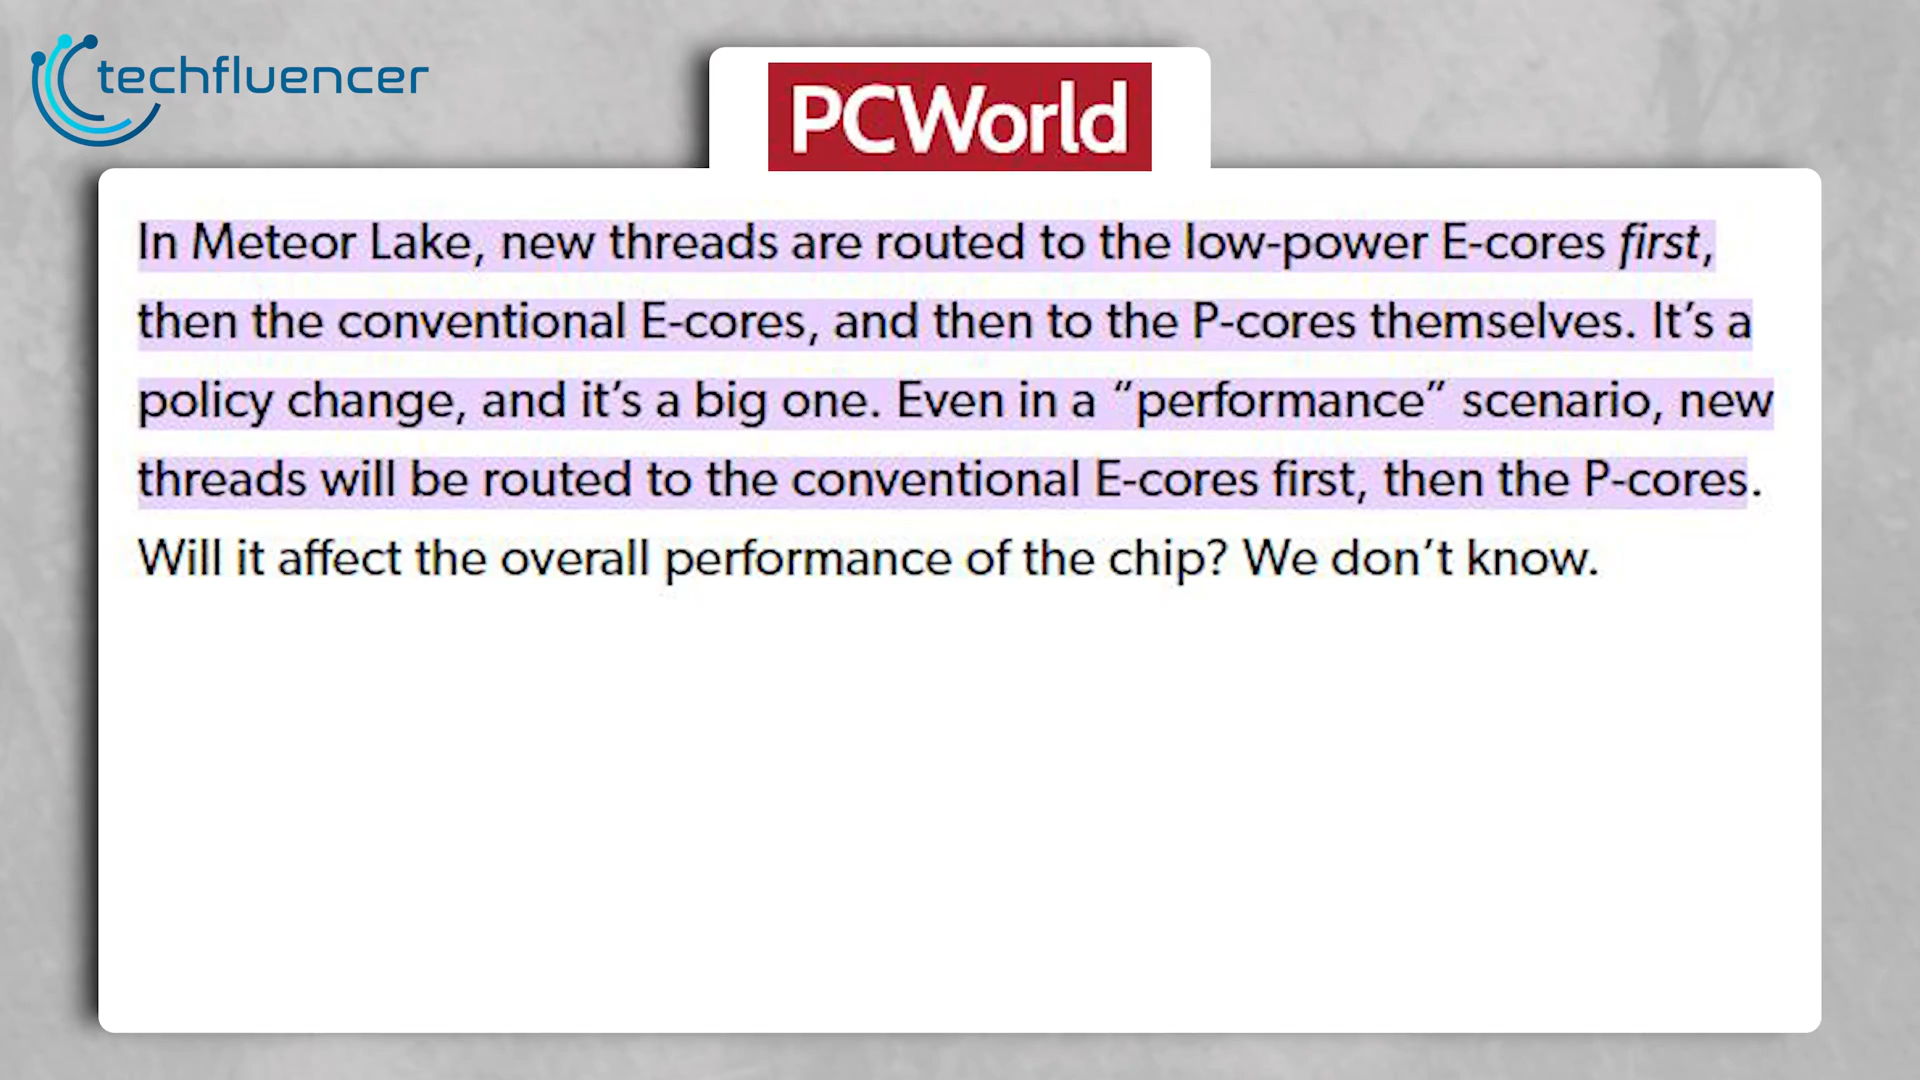 techfluencer
PCWorld
In Meteor Lake, new threads are routed to the low-power E-cores first,
then the conventional E-cores, and then to the P-cores themselves. It’s a
policy change, and it’s a big one. Even in a “performance” scenario, new
threads will be routed to the conventional E-cores first, then the P-cores.
Will it affect the overall performance of the chip? We don’t know.